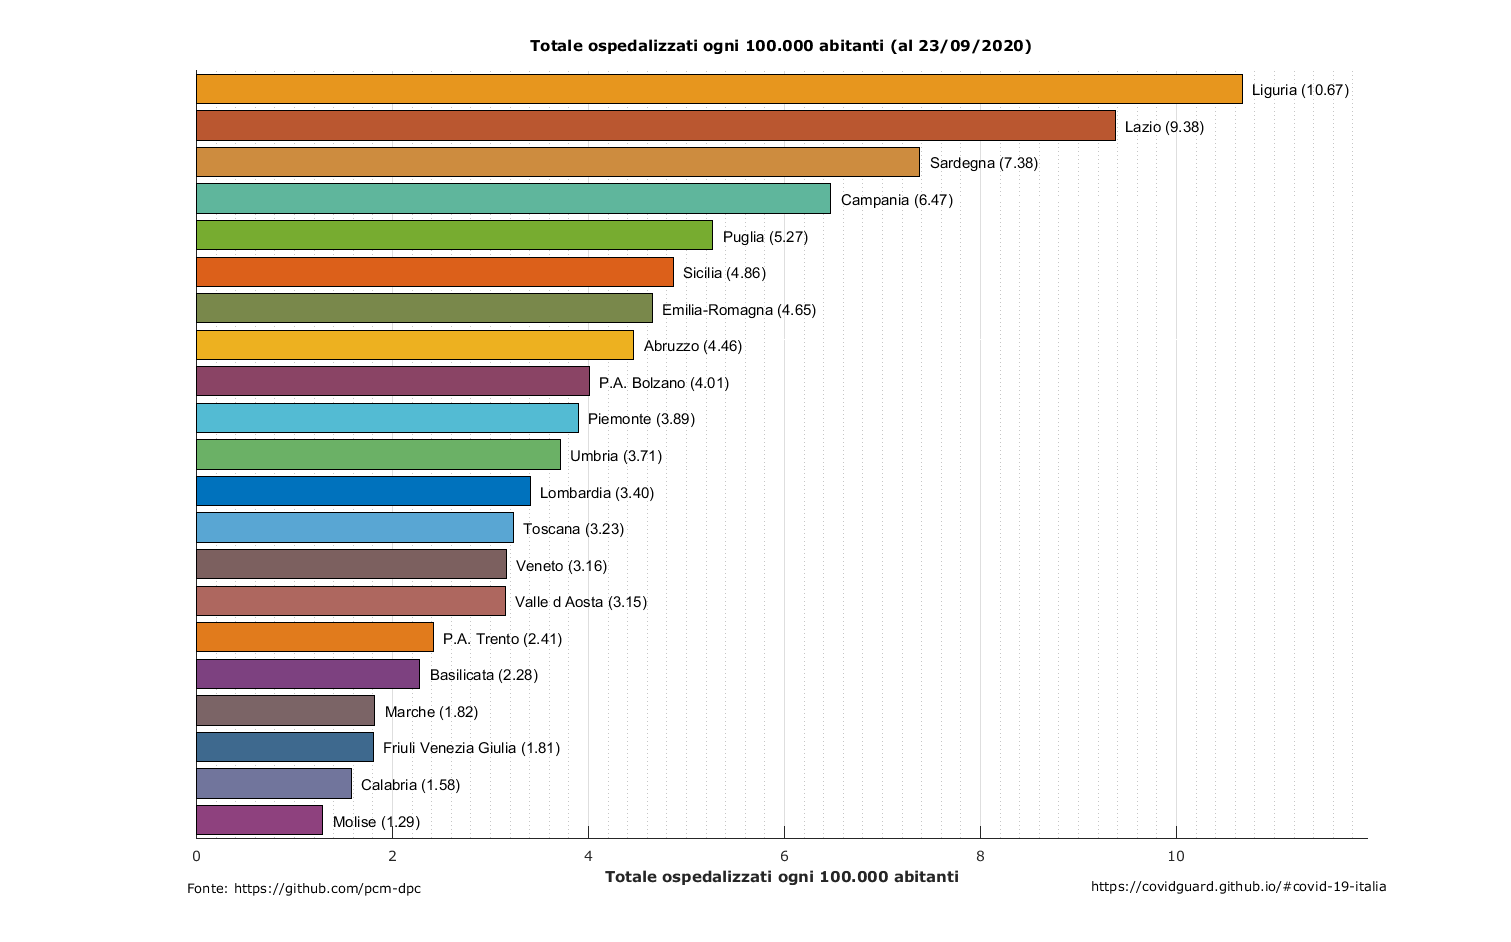 Totale ospedalizzati ogni 100.000 abitanti (al 23/09/2020)
Liguria (10.67)
Lazio (9.38)
Sardegna (7.38)
Campania (6.47)
Puglia (5.27)
Sicilia (4.86)
Emilia-Romagna (4.65)
Abruzzo (4.46)
P.A. Bolzano (4.01)
Piemonte (3.89)
Umbria (3.71)
Lombardia (3.40)
Toscana (3.23)
Veneto (3.16)
Valle d Aosta (3.15)
P.A. Trento (2.41)
Basilicata (2.28)
Marche (1.82)
Friuli Venezia Giulia (1.81)
Calabria (1.58)
Molise (1.29)
0 2 4 6 8 10
Totale ospedalizzati ogni 100.000 abitanti
Fonte: https://github.com/pcm-dpc
https://covidguard.github.io/#covid-19-italia